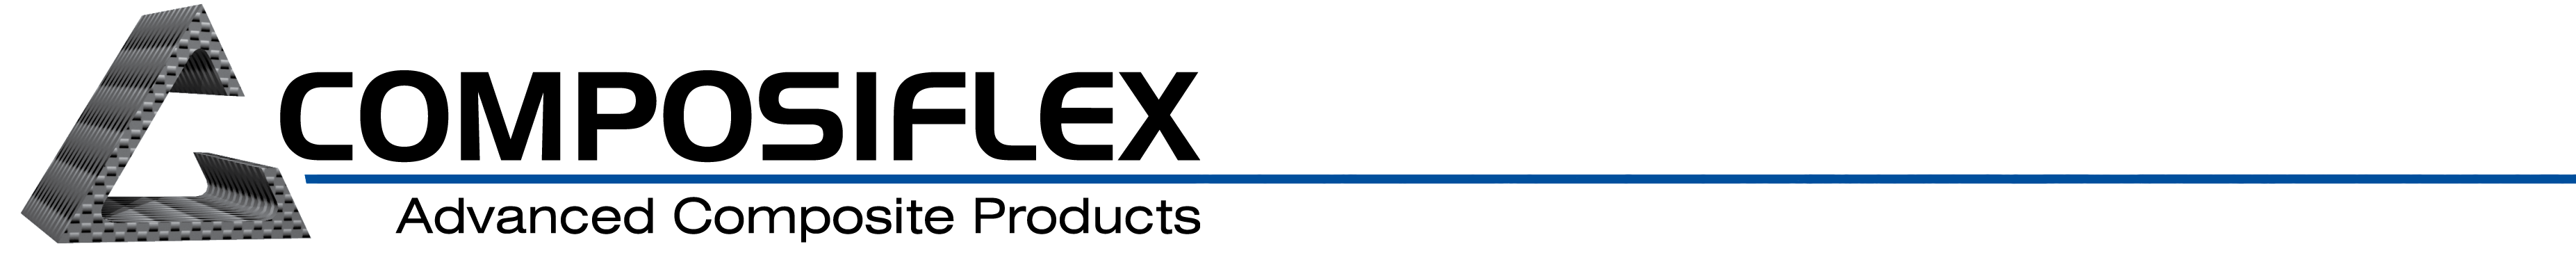 COMPOSIFLEX
Advanced Composite Products